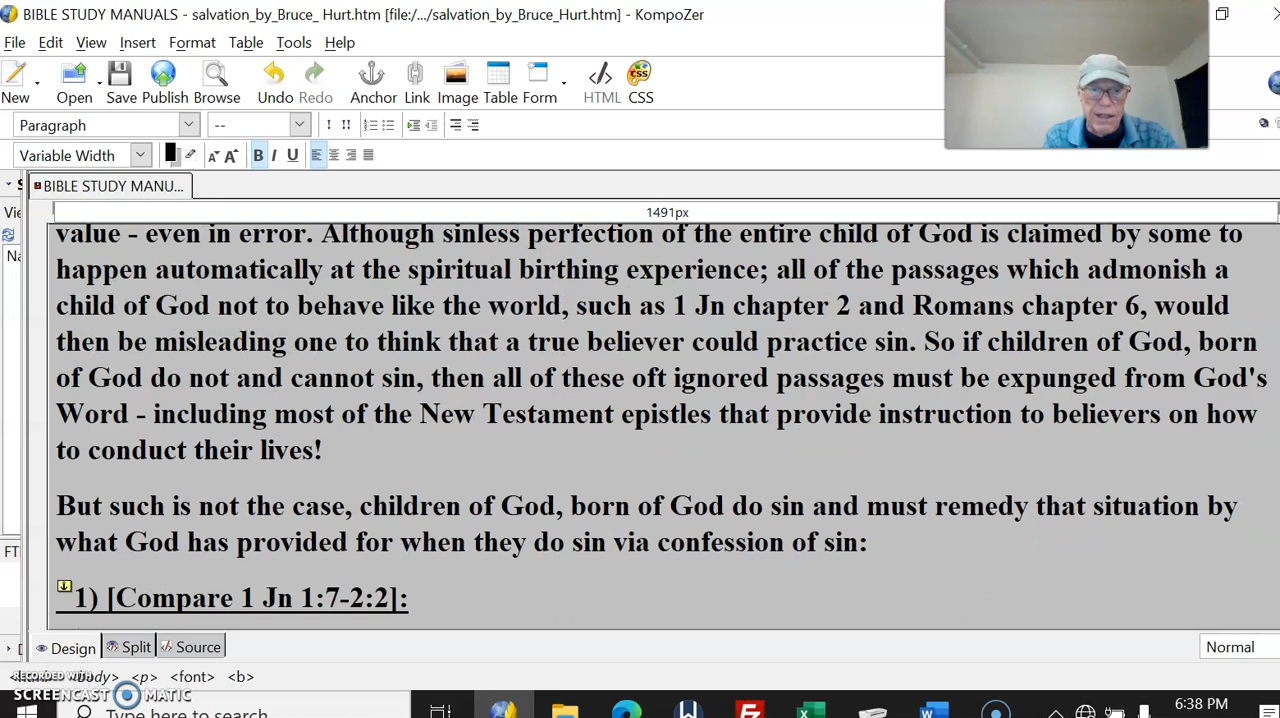 BIBLE STUDY MANUALS - salvation_by_Bruce_ Hurt.htm [file:/.../salvation_by_Bruce_Hurt.htm] - KompoZer
File Edit View Insert Format Table Tools Help
New Open Save Publish Browse Undo Redo Anchor Link Image Table Form HTML CSS
Paragraph --
Variable Width B I U
BIBLE STUDY MANU...
1491px
value - even in error. Although sinless perfection of the entire child of God is claimed by some to
happen automatically at the spiritual birthing experience; all of the passages which admonish a
child of God not to behave like the world, such as 1 Jn chapter 2 and Romans chapter 6, would
then be misleading one to think that a true believer could practice sin. So if children of God, born
of God do not and cannot sin, then all of these oft ignored passages must be expunged from God's
Word - including most of the New Testament epistles that provide instruction to believers on how
to conduct their lives!
But such is not the case, children of God, born of God do sin and must remedy that situation by
what God has provided for when they do sin via confession of sin:
1) [Compare 1 Jn 1:7-2:2]:
Design Split Source Normal
<body> <p> <font> <b>
RECORDED WITH
SCREENCAST MATIC
Type here to search
6:38 PM